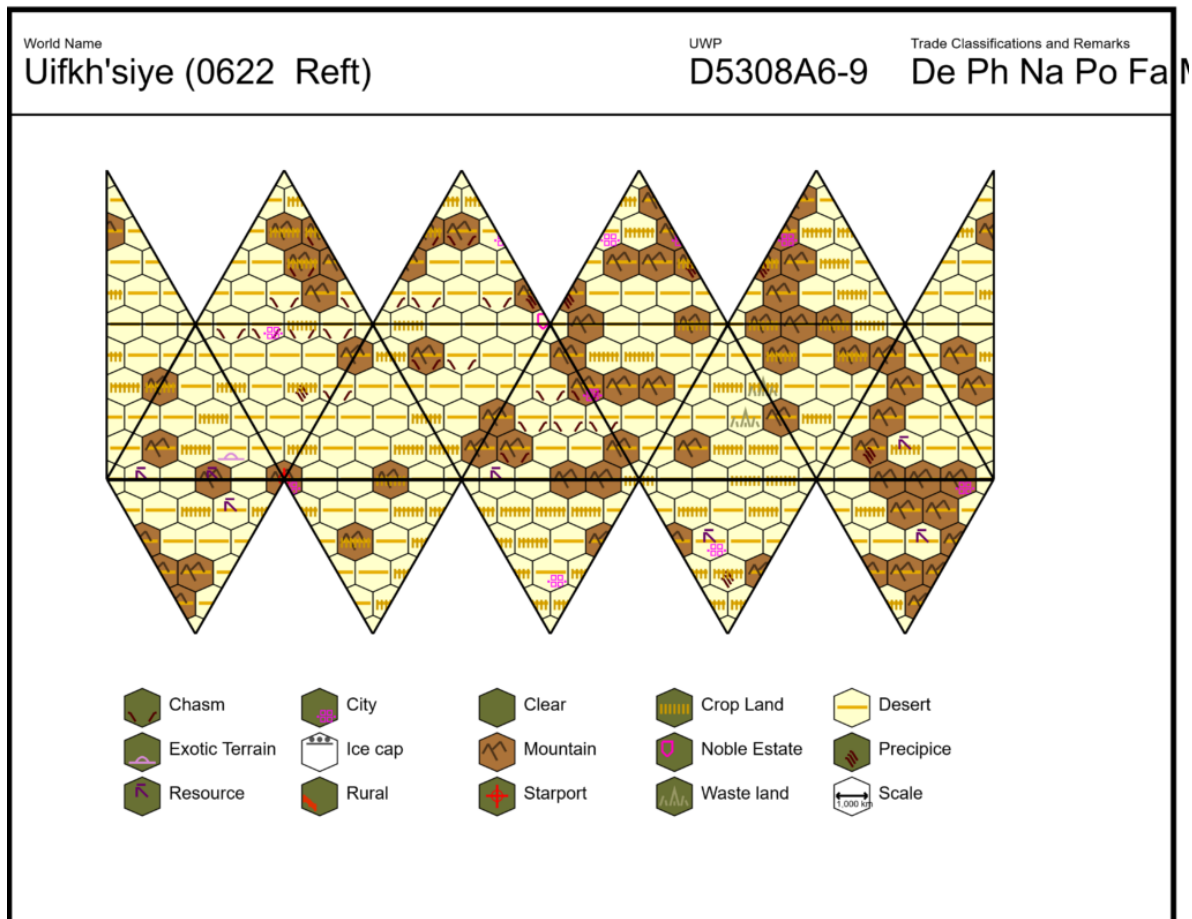 World Name
UWP
Trade Classifications and Remarks
Uifkh'siye (0622 Reft)
D5308A6-9
De Ph Na Po Fa M
Chasm
City
Clear
Crop Land
Desert
Exotic Terrain
Ice cap
Mountain
Noble Estate
Precipice
Resource
Rural
Starport
Waste land
1,000 km
Scale